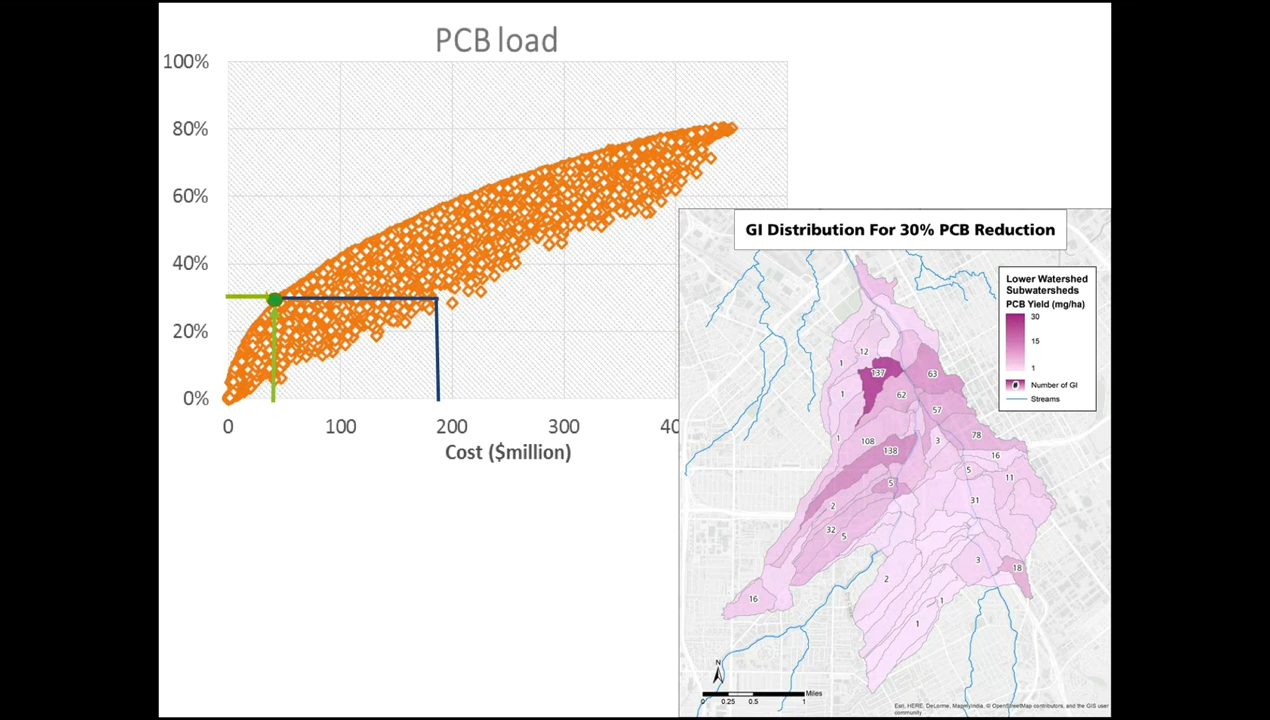 PCB load
100%
80%
60%
40%
20%
0%
0 100 200 300 40
Cost ($million)
GI Distribution For 30% PCB Reduction
Lower Watershed
Subwatersheds
PCB Yield (mg/ha)
30
15
1
# Number of GI
Streams
12
1
137
63
1
62
57
1
108
3
78
138
16
5
5
11
2
31
32
5
3
18
2
16
1
1
N
Miles
0 0.25 0.5 1
Esri, HERE, DeLorme, MapmyIndia, © OpenStreetMap contributors, and the GIS user
community